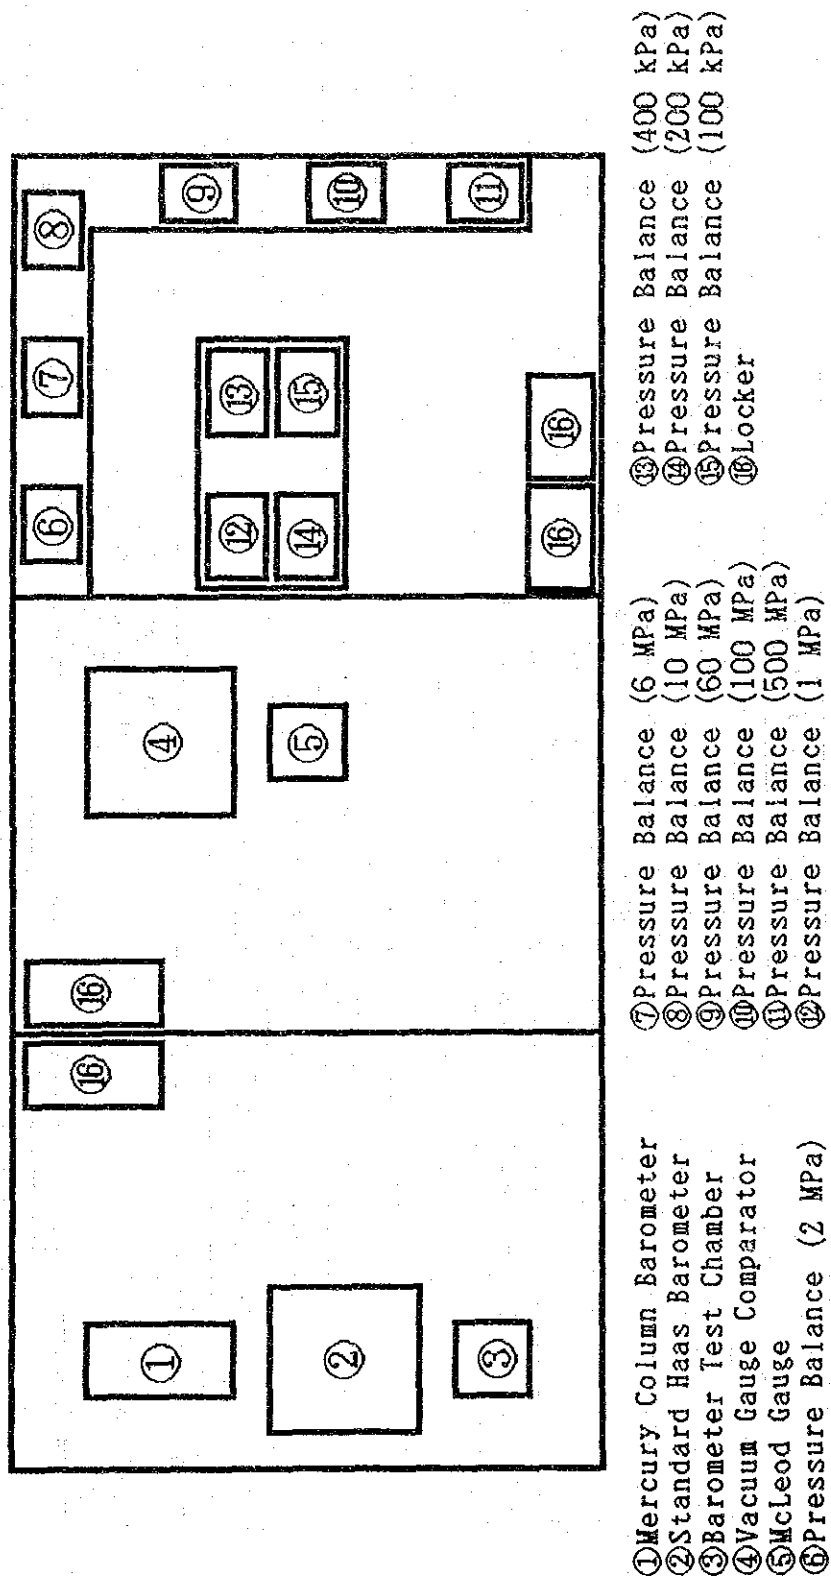 ⑥
⑦
⑧
⑨
⑩
⑪
⑫
⑬
⑭
⑮
⑯
⑯
④
⑤
⑯
⑯
①
②
③
①Mercury Column Barometer
②Standard Haas Barometer
③Barometer Test Chamber
④Vacuum Gauge Comparator
⑤McLeod Gauge
⑥Pressure Balance (2 MPa)
⑦Pressure Balance (6 MPa)
⑧Pressure Balance (10 MPa)
⑨Pressure Balance (60 MPa)
⑩Pressure Balance (100 MPa)
⑪Pressure Balance (500 MPa)
⑫Pressure Balance (1 MPa)
⑬Pressure Balance (400 kPa)
⑭Pressure Balance (200 kPa)
⑮Pressure Balance (100 kPa)
⑯Locker